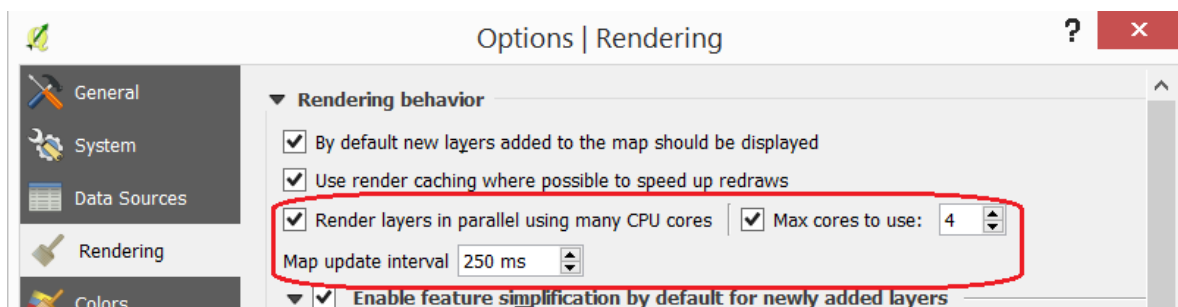 Options | Rendering
?
×
General
System
Data Sources
Rendering
Colors
Rendering behavior
By default new layers added to the map should be displayed
Use render caching where possible to speed up redraws
Render layers in parallel using many CPU cores Max cores to use: 4
Map update interval 250 ms
Enable feature simplification by default for newly added layers